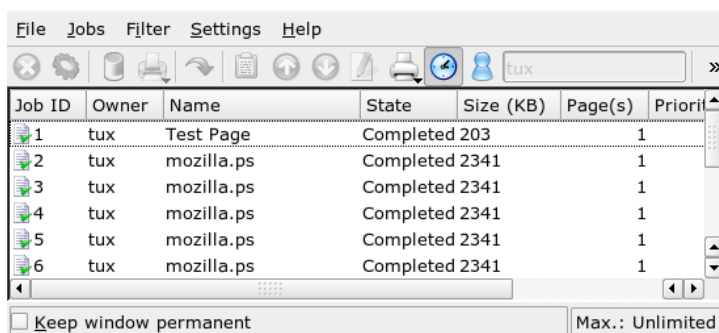 File Jobs Filter Settings Help
tux »
Job ID Owner Name State Size (KB) Page(s) Priorit
1 tux Test Page Completed 203 1
2 tux mozilla.ps Completed 2341 1
3 tux mozilla.ps Completed 2341 1
4 tux mozilla.ps Completed 2341 1
5 tux mozilla.ps Completed 2341 1
6 tux mozilla.ps Completed 2341 1
Keep window permanent Max.: Unlimited